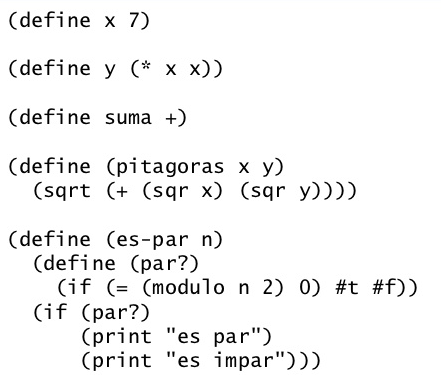 (define x 7)
(define y (* x x))
(define suma +)
(define (pitagoras x y)
(sqrt (+ (sqr x) (sqr y))))
(define (es-par n)
(define (par?)
(if (= (modulo n 2) 0) #t #f))
(if (par?)
(print "es par")
(print "es impar")))